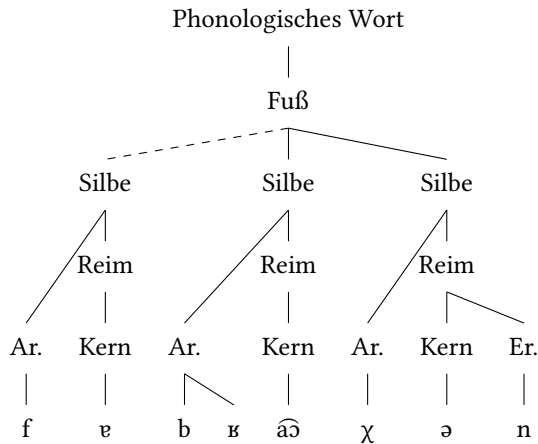 Phonologisches Wort
Fuß
Silbe Silbe Silbe
Reim Reim Reim
Ar. Kern Ar. Kern Ar. Kern Er.
f ɐ b ʁ a͡ɔ χ ə n